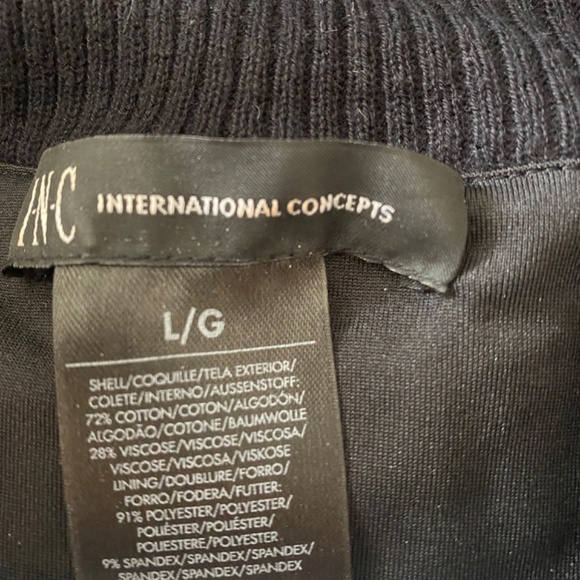 I·N·C INTERNATIONAL CONCEPTS
L/G
SHELL/COQUILLE/TELA EXTERIOR/
COLETE/INTERNO/AUSSENSTOFF:
72% COTTON/COTON/ALGODÓN/
ALGODÃO/COTONE/BAUMWOLLE
28% VISCOSE/VISCOSE/VISCOSA/
VISCOSE/VISCOSA/VISKOSE
LINING/DOUBLURE/FORRO/
FORRO/FODERA/FUTTER:
91% POLYESTER/POLYESTER/
POLIÉSTER/POLIÉSTER/
POLIESTERE/POLYESTER
9% SPANDEX/SPANDEX/SPANDEX/
SPANDEX/SPANDEX/SPANDEX